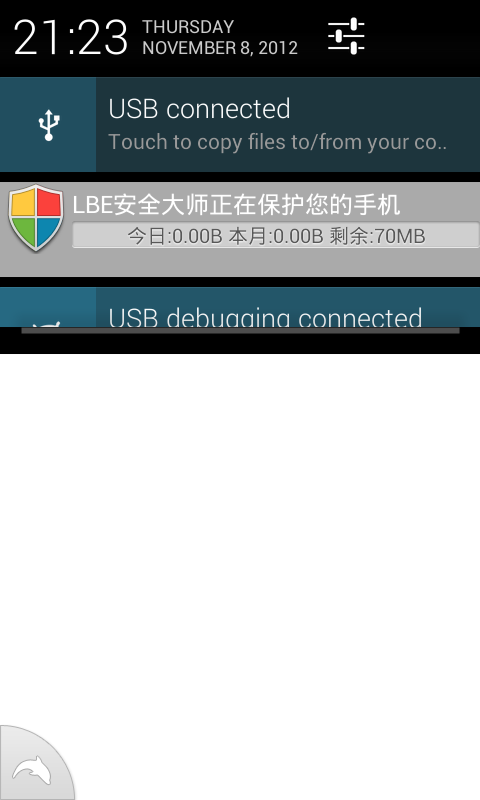 21:23
THURSDAY
NOVEMBER 8, 2012
USB connected
Touch to copy files to/from your co..
LBE安全大师正在保护您的手机
今日:0.00B 本月:0.00B 剩余:70MB
USB debugging connected